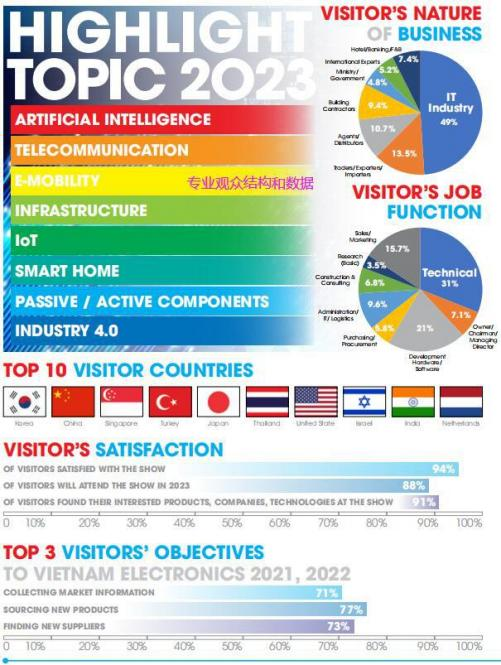 HIGHLIGHT
TOPIC 2023
ARTIFICIAL INTELLIGENCE
TELECOMMUNICATION
E-MOBILITY
专业观众结构和数据
INFRASTRUCTURE
IoT
SMART HOME
PASSIVE / ACTIVE COMPONENTS
INDUSTRY 4.0
VISITOR'S NATURE
OF BUSINESS
Hotel/Banking/F&B
7.4%
International Experts
5.2%
Ministry/
Government
4.8%
Building
Contractors
9.4%
Agents/
Distributors
10.7%
Traders/Exporters/
Importers
13.5%
IT
Industry
49%
VISITOR'S JOB
FUNCTION
Sales/
Marketing
15.7%
Research
(Basic)
3.5%
Construction &
Consulting
6.8%
Administration/
IT/ Logistics
9.6%
Purchasing/
Procurement
5.8%
Development
Hardware/
Software
21%
Owner/
Chairman/
Managing
Director
7.1%
Technical
31%
TOP 10 VISITOR COUNTRIES
Korea China Singapore Turkey Japan Thailand United State Israel India Netherlands
VISITOR'S SATISFACTION
OF VISITORS SATISFIED WITH THE SHOW 94%
OF VISITORS WILL ATTEND THE SHOW IN 2023 88%
OF VISITORS FOUND THEIR INTERESTED PRODUCTS, COMPANIES, TECHNOLOGIES AT THE SHOW 91%
0 10% 20% 30% 40% 50% 60% 70% 80% 90% 100%
TOP 3 VISITORS' OBJECTIVES
TO VIETNAM ELECTRONICS 2021, 2022
COLLECTING MARKET INFORMATION 71%
SOURCING NEW PRODUCTS 77%
FINDING NEW SUPPLIERS 73%
0 10% 20% 30% 40% 50% 60% 70% 80% 90% 100%